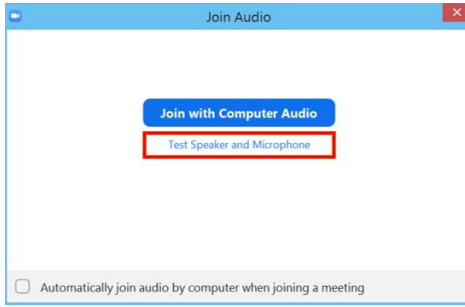 Join Audio
Join with Computer Audio
Test Speaker and Microphone
Automatically join audio by computer when joining a meeting